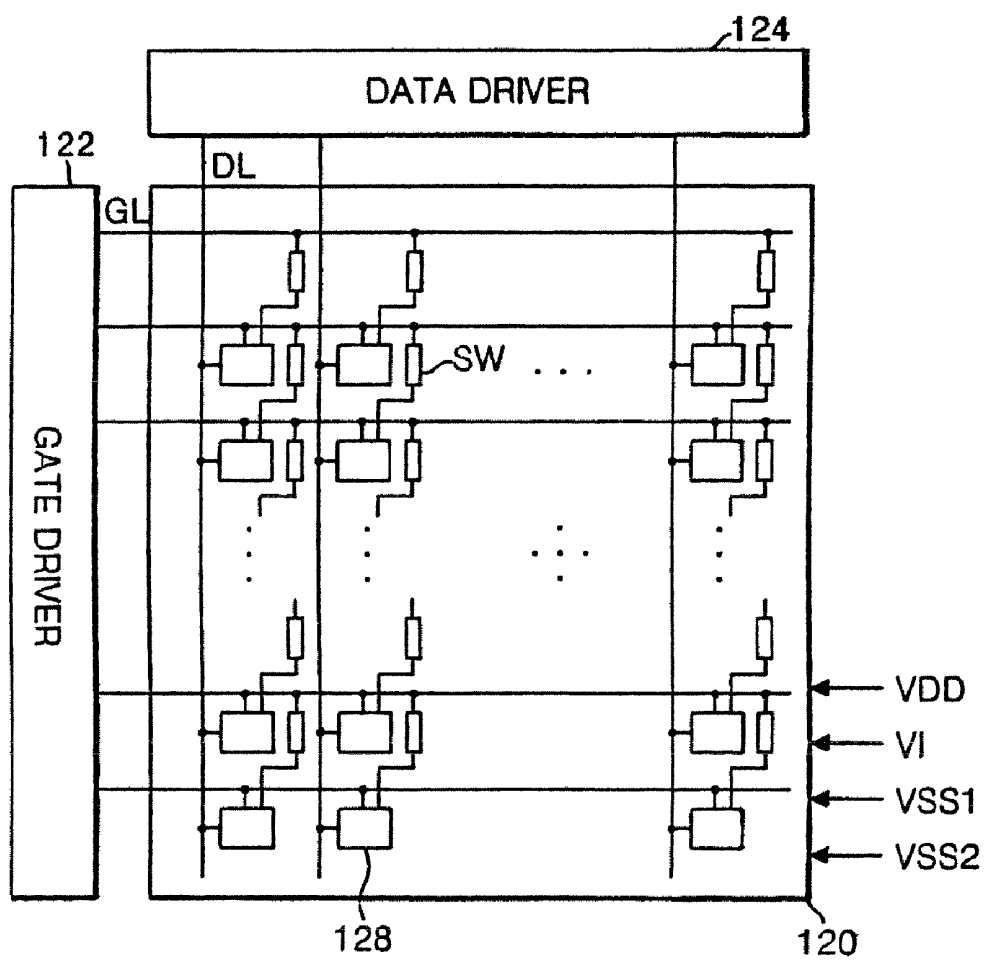 124
DATA DRIVER
122
DL
GL
SW
GATE DRIVER
VDD
VI
VSS1
VSS2
128
120